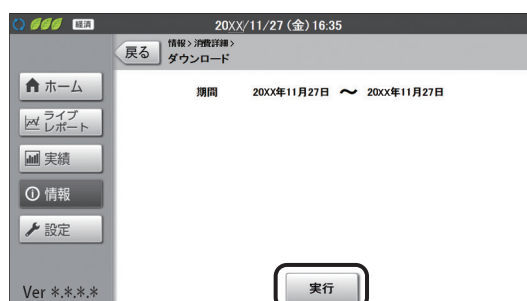 経済
20XX/11/27 (金) 16:35
戻る
情報 > 消費詳細 >
ダウンロード
ホーム
ライブ
レポート
実績
情報
設定
期間 20XX年11月27日 ～ 20XX年11月27日
実行
Ver *.*.*.*